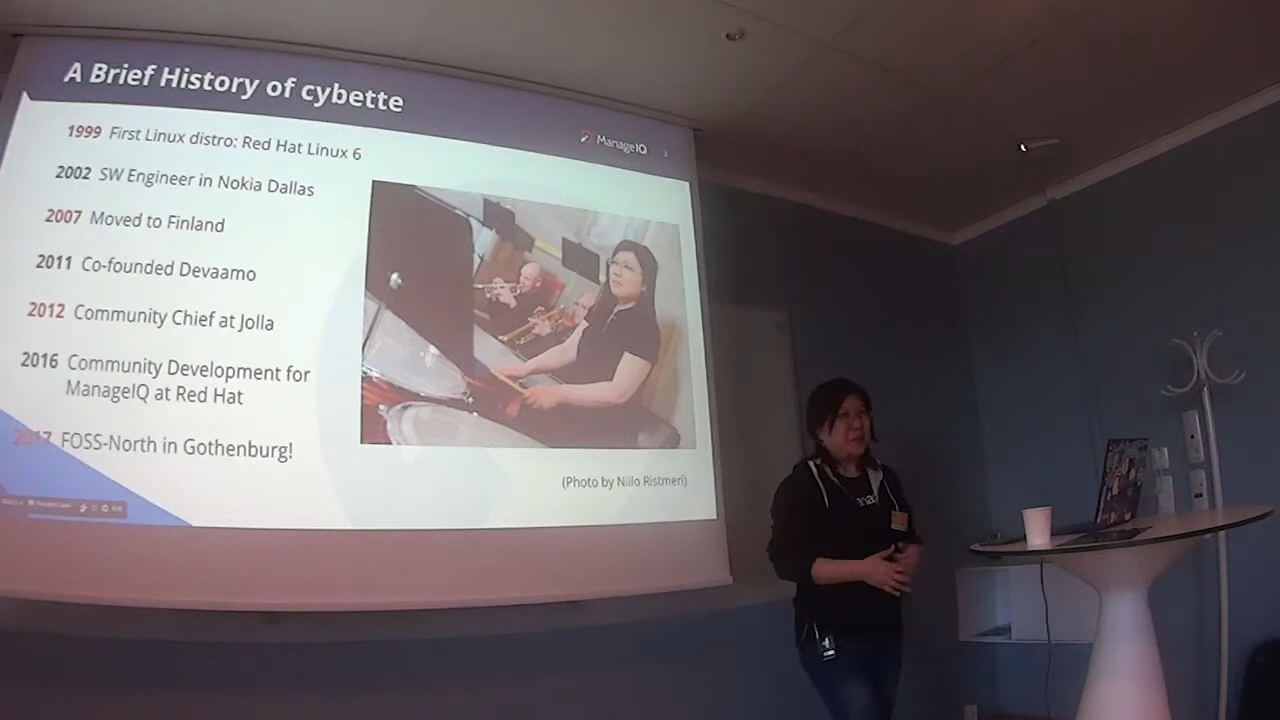 A Brief History of cybette
ManageIQ
1999 First Linux distro: Red Hat Linux 6
2002 SW Engineer in Nokia Dallas
2007 Moved to Finland
2011 Co-founded Devaamo
2012 Community Chief at Jolla
2016 Community Development for
ManageIQ at Red Hat
2017 FOSS-North in Gothenburg!
(Photo by Niilo Ristmeri)